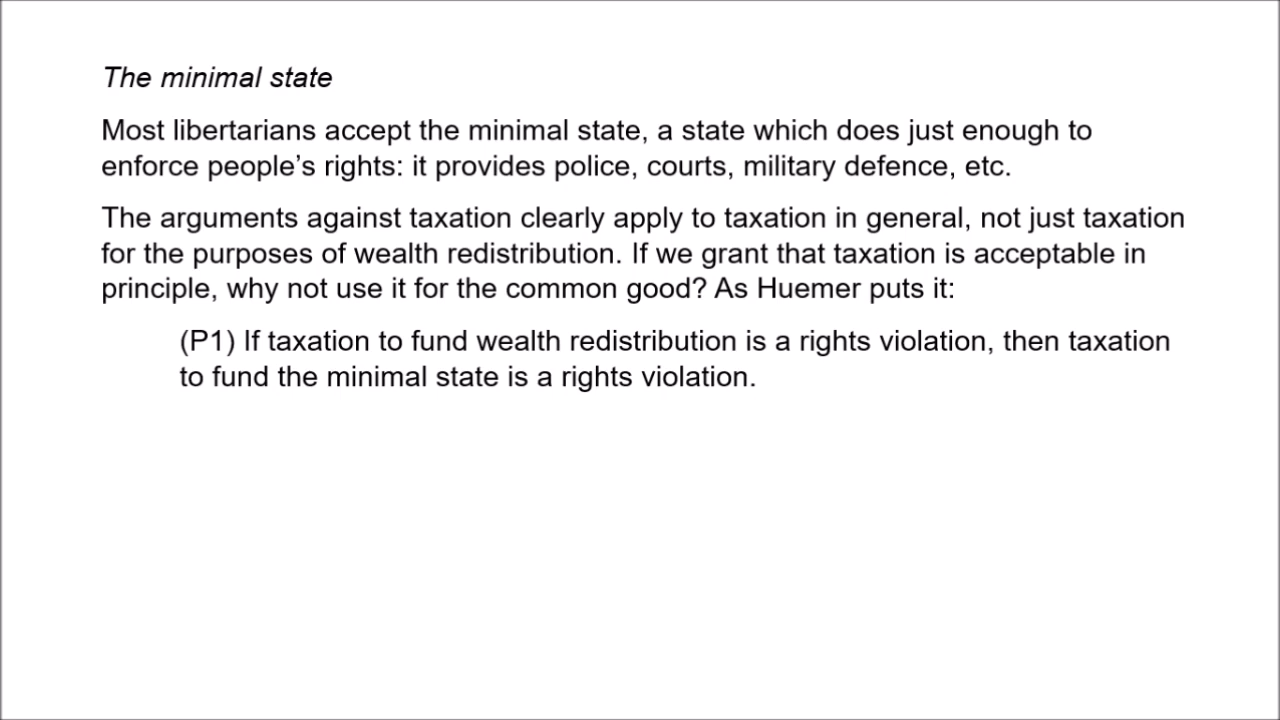 The minimal state
Most libertarians accept the minimal state, a state which does just enough to
enforce people’s rights: it provides police, courts, military defence, etc.
The arguments against taxation clearly apply to taxation in general, not just taxation
for the purposes of wealth redistribution. If we grant that taxation is acceptable in
principle, why not use it for the common good? As Huemer puts it:
(P1) If taxation to fund wealth redistribution is a rights violation, then taxation
to fund the minimal state is a rights violation.